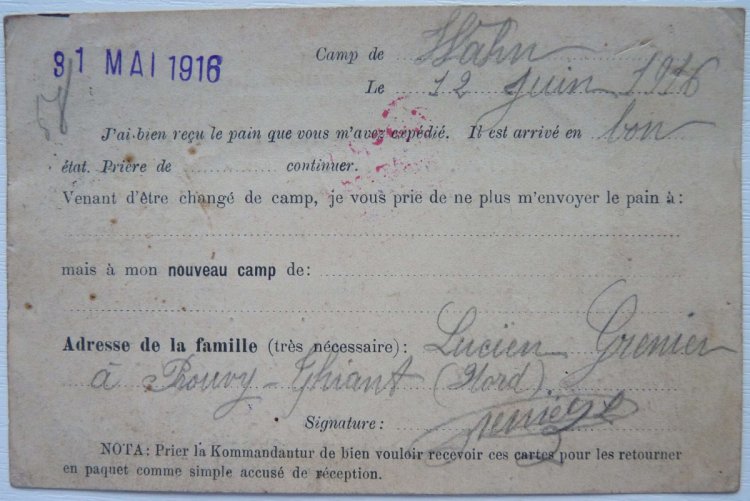 31 MAI 1916
Camp de Wahn
Le 12 Juin 1916
J'ai bien reçu le pain que vous m'avez expédié. Il est arrivé en bon
état. Prière de continuer.
Venant d'être changé de camp, je vous prie de ne plus m'envoyer le pain à:
mais à mon nouveau camp de:
Adresse de la famille (très nécessaire): Lucien Grenier
à Rouvy-Thiant (Nord)
Signature: Grenier
NOTA: Prier la Kommandantur de bien vouloir recevoir ces cartes pour les retourner
en paquet comme simple accusé de réception.